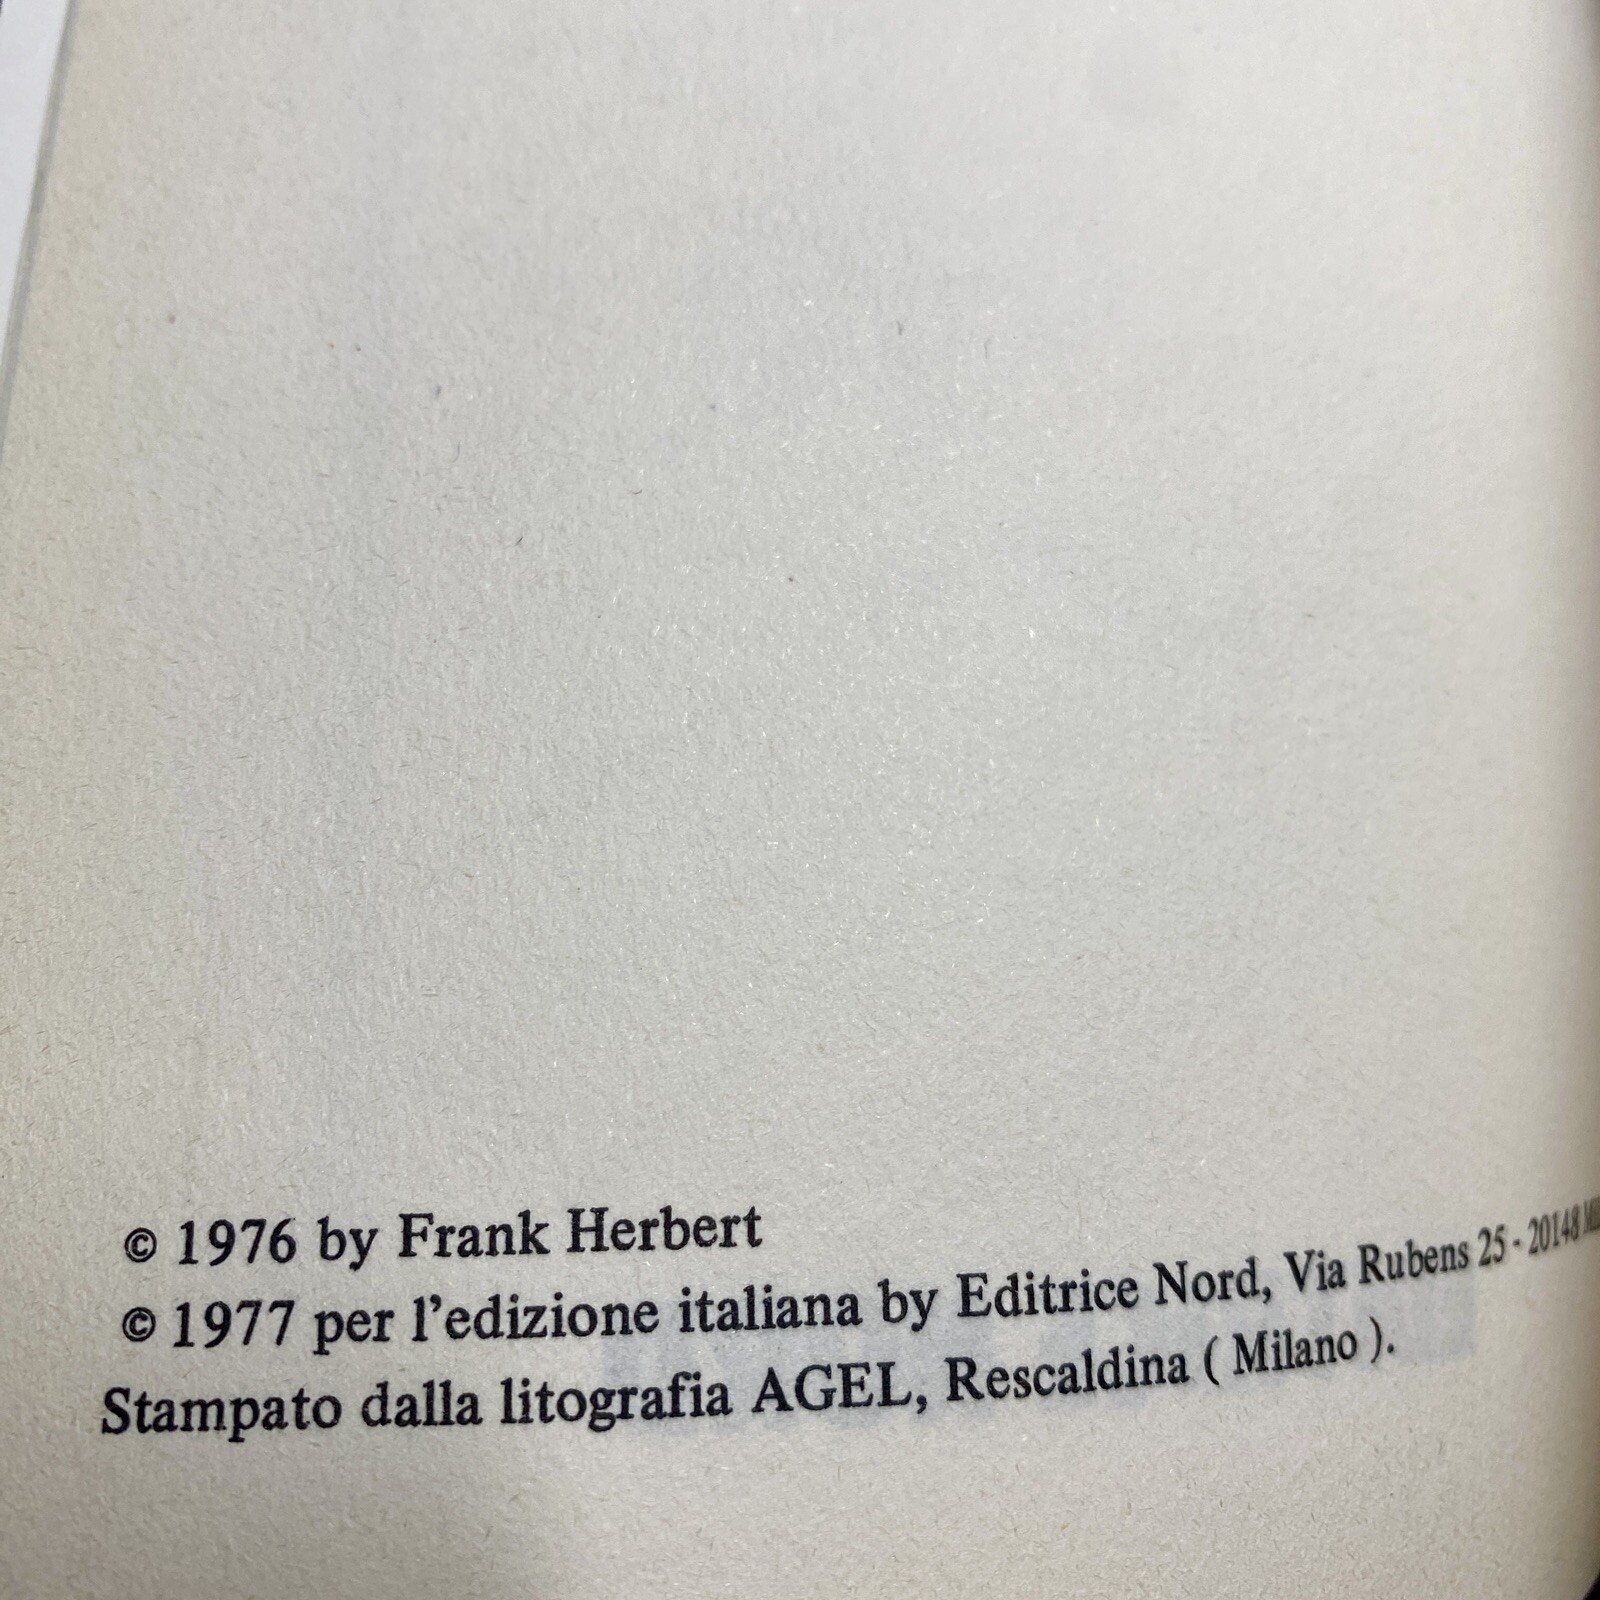 © 1976 by Frank Herbert
© 1977 per l'edizione italiana by Editrice Nord, Via Rubens 25 - 20148
Stampato dalla litografia AGEL, Rescaldina ( Milano ).